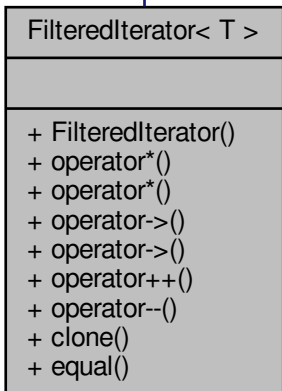 FilteredIterator< T >
+ FilteredIterator()
+ operator*()
+ operator*()
+ operator->()
+ operator->()
+ operator++()
+ operator--()
+ clone()
+ equal()